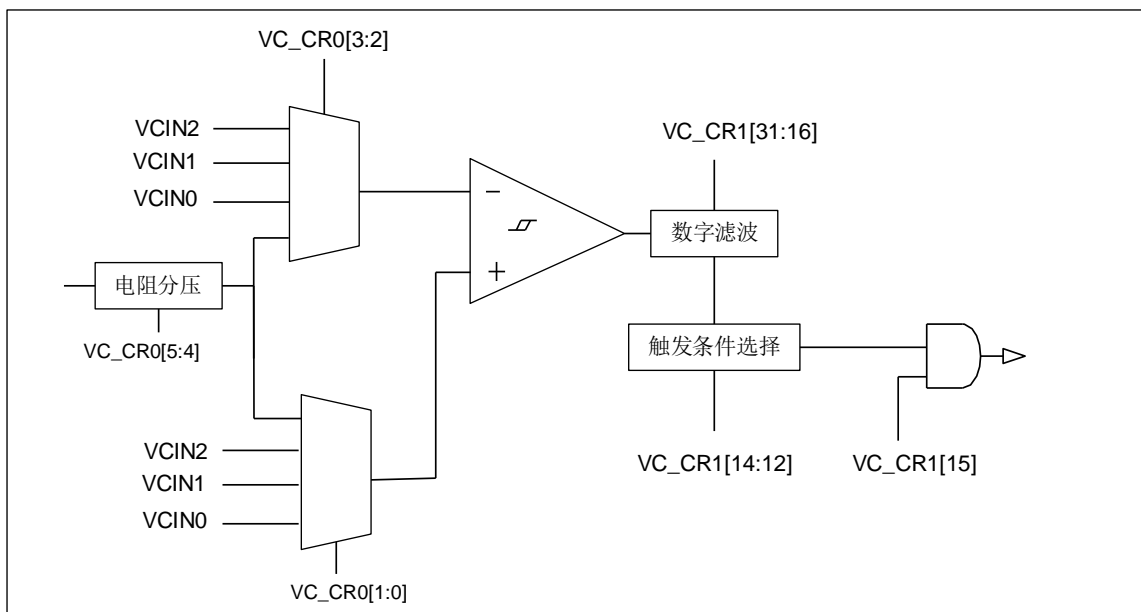 VC_CR0[3:2]
VCIN2
VCIN1
VCIN0
VC_CR1[31:16]
−
+
数字滤波
电阻分压
VC_CR0[5:4]
触发条件选择
VCIN2
VCIN1
VCIN0
VC_CR1[14:12]
VC_CR1[15]
VC_CR0[1:0]